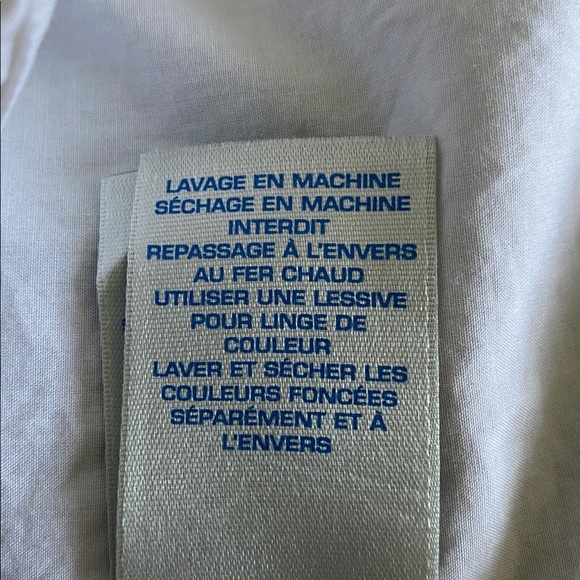 LAVAGE EN MACHINE
SÉCHAGE EN MACHINE
INTERDIT
REPASSAGE À L'ENVERS
AU FER CHAUD
UTILISER UNE LESSIVE
POUR LINGE DE
COULEUR
LAVER ET SÉCHER LES
COULEURS FONCÉES
SÉPARÉMENT ET À
L'ENVERS